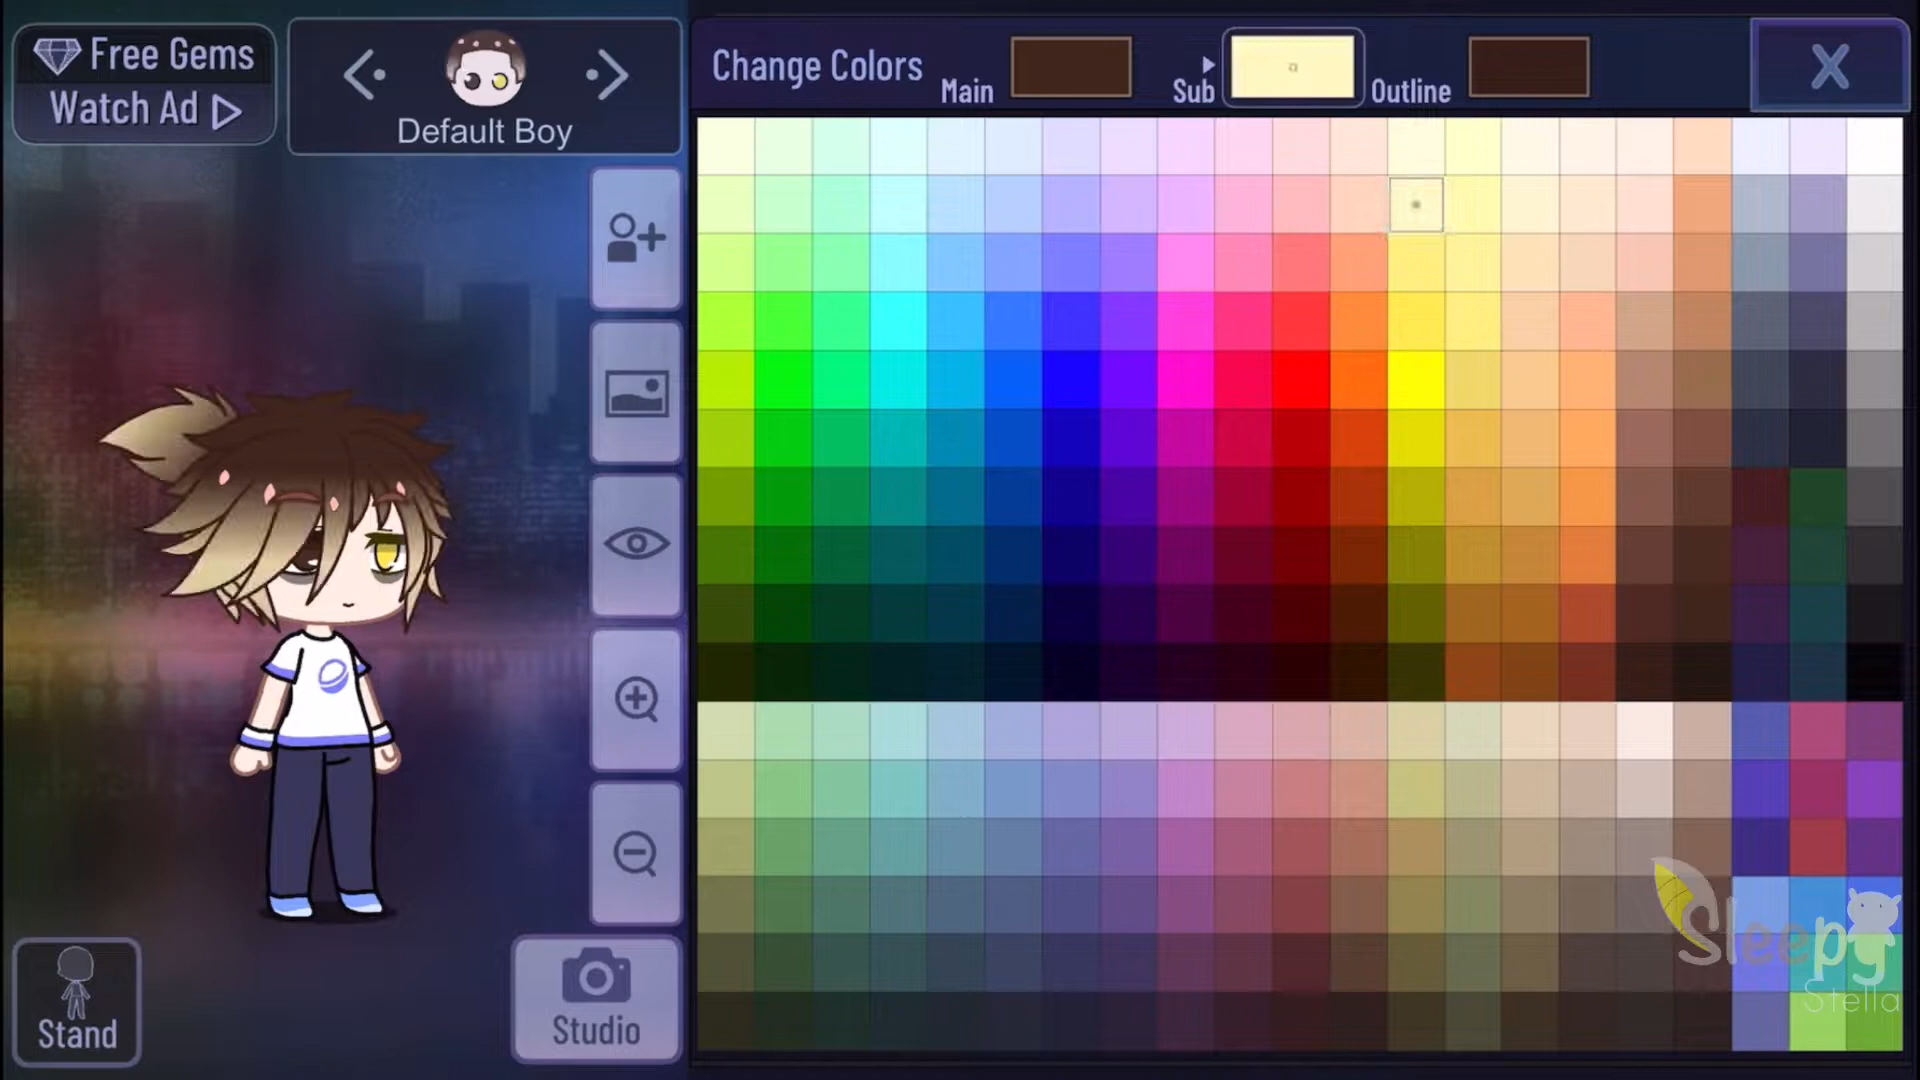 Free Gems
Watch Ad
Default Boy
Change Colors
Main
Sub
Outline
X
Stand
Studio
Sleepy
Stella